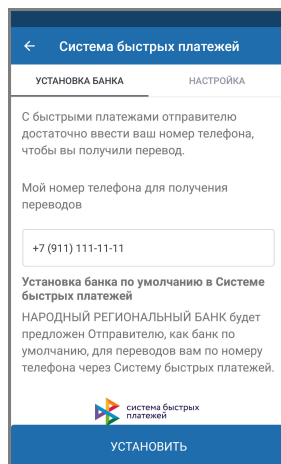 ← Система быстрых платежей
УСТАНОВКА БАНКА НАСТРОЙКА
С быстрыми платежами отправителю
достаточно ввести ваш номер телефона,
чтобы вы получили перевод.
Мой номер телефона для получения
переводов
+7 (911) 111-11-11
Установка банка по умолчанию в Системе
быстрых платежей
НАРОДНЫЙ РЕГИОНАЛЬНЫЙ БАНК будет
предложен Отправителю, как банк по
умолчанию, для переводов вам по номеру
телефона через Систему быстрых платежей.
система быстрых
платежей
УСТАНОВИТЬ